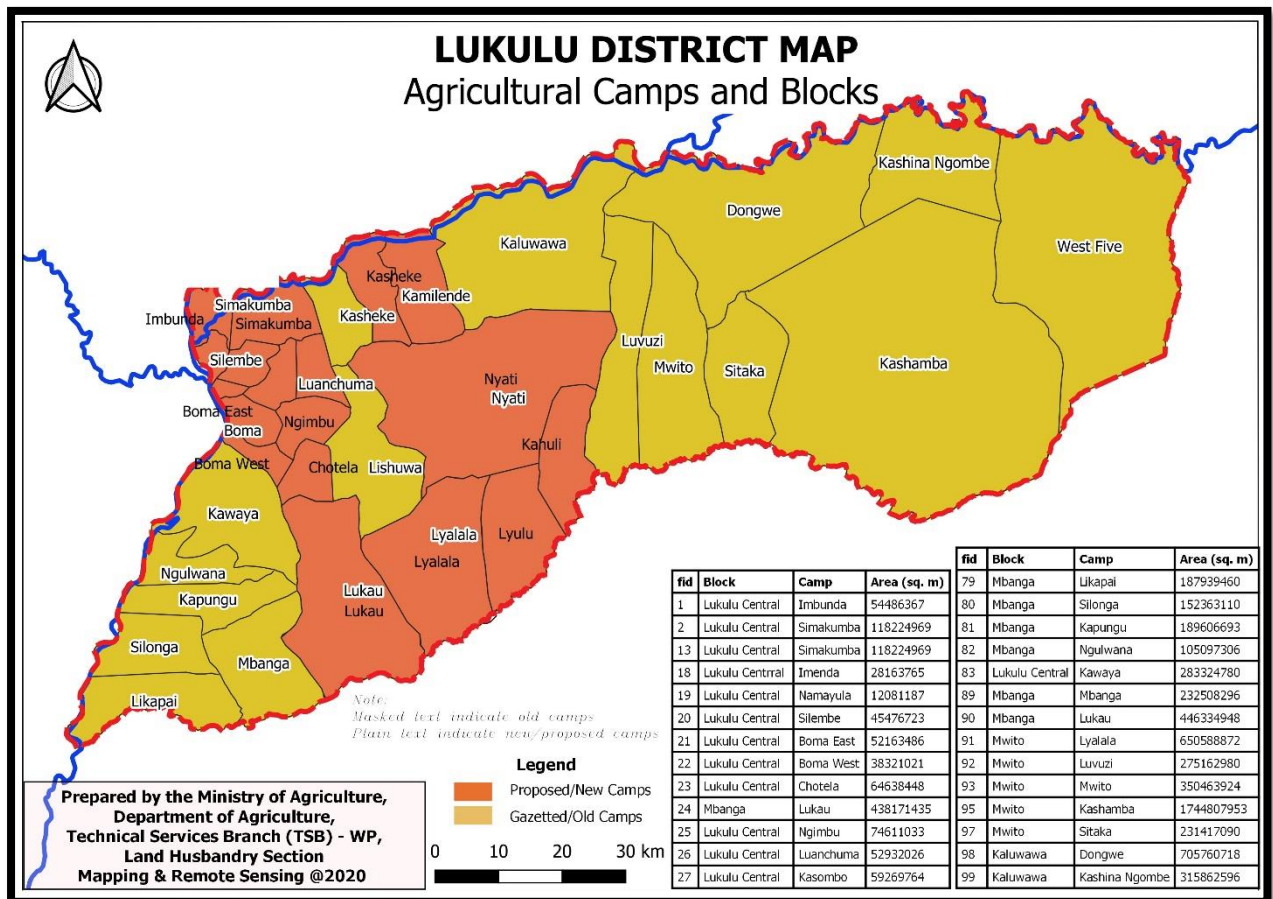 LUKULU DISTRICT MAP
Agricultural Camps and Blocks
Kashina Ngombe
Dongwe
Kaluwawa
West Five
Kasheke
Kamilende
Simakumba
Imbunda
Simakumba
Kasheke
Silembe
Luvuzi
Mwito
Sitaka
Kashamba
Luanchuma
Nyati
Nyati
Boma East
Boma
Ngimbu
Kahuli
Boma West
Chotela
Lishuwa
Kawaya
Lyalala
Lyulu
Lyalala
Ngulwana
Kapungu
Lukau
Lukau
Silonga
Mbanga
Likapai
Note:
Masked text indicate old camps
Plain text indicate new/proposed camps
Legend
Proposed/New Camps
Gazetted/Old Camps
0 10 20 30 km
Prepared by the Ministry of Agriculture,
Department of Agriculture,
Technical Services Branch (TSB) - WP,
Land Husbandry Section
Mapping & Remote Sensing @2020
fid Block Camp Area (sq. m)
1 Lukulu Central Imbunda 54486367
2 Lukulu Central Simakumba 118224969
13 Lukulu Central Simakumba 118224969
18 Lukulu Centrral Imenda 28163765
19 Lukulu Central Namayula 12081187
20 Lukulu Central Silembe 45476723
21 Lukulu Central Boma East 52163486
22 Lukulu Central Boma West 38321021
23 Lukulu Central Chotela 64638448
24 Mbanga Lukau 438171435
25 Lukulu Central Ngimbu 74611033
26 Lukulu Central Luanchuma 52932026
27 Lukulu Central Kasombo 59269764
fid Block Camp Area (sq. m)
79 Mbanga Likapai 187939460
80 Mbanga Silonga 152363110
81 Mbanga Kapungu 189606693
82 Mbanga Ngulwana 105097306
83 Lukulu Central Kawaya 283324780
89 Mbanga Mbanga 232508296
90 Mbanga Lukau 446334948
91 Mwito Lyalala 650588872
92 Mwito Luvuzi 275162980
93 Mwito Mwito 350463924
95 Mwito Kashamba 1744807953
97 Mwito Sitaka 231417090
98 Kaluwawa Dongwe 705760718
99 Kaluwawa Kashina Ngombe 315862596